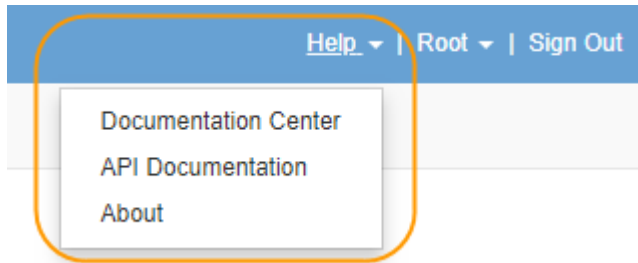 Help | Root | Sign Out
Documentation Center
API Documentation
About